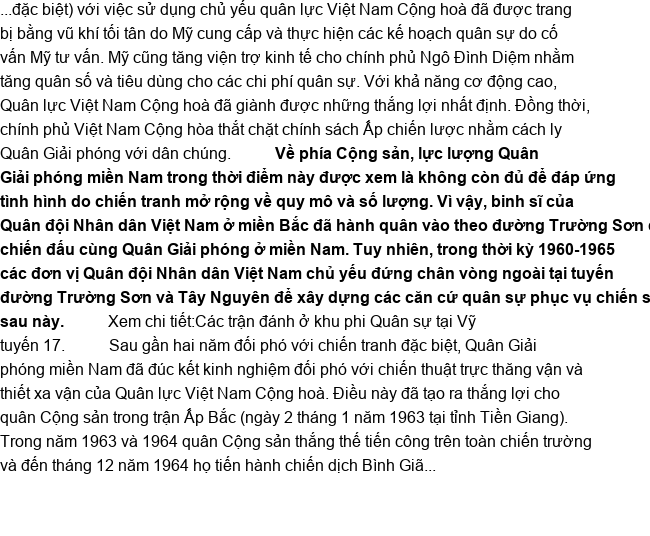 ...đặc biệt) với việc sử dụng chủ yếu quân lực Việt Nam Cộng hoà đã được trang
bị bằng vũ khí tối tân do Mỹ cung cấp và thực hiện các kế hoạch quân sự do cố
vấn Mỹ tư vấn. Mỹ cũng tăng viện trợ kinh tế cho chính phủ Ngô Đình Diệm nhằm
tăng quân số và tiêu dùng cho các chi phí quân sự. Với khả năng cơ động cao,
Quân lực Việt Nam Cộng hoà đã giành được những thắng lợi nhất định. Đồng thời,
chính phủ Việt Nam Cộng hòa thắt chặt chính sách Ấp chiến lược nhằm cách ly
Quân Giải phóng với dân chúng. Về phía Cộng sản, lực lượng Quân
Giải phóng miền Nam trong thời điểm này được xem là không còn đủ để đáp ứng
tình hình do chiến tranh mở rộng về quy mô và số lượng. Vì vậy, binh sĩ của
Quân đội Nhân dân Việt Nam ở miền Bắc đã hành quân vào theo đường Trường Sơn
chiến đấu cùng Quân Giải phóng ở miền Nam. Tuy nhiên, trong thời kỳ 1960-1965
các đơn vị Quân đội Nhân dân Việt Nam chủ yếu đứng chân vòng ngoài tại tuyến
đường Trường Sơn và Tây Nguyên để xây dựng các căn cứ quân sự phục vụ chiến s
sau này. Xem chi tiết:Các trận đánh ở khu phi Quân sự tại Vỹ
tuyến 17. Sau gần hai năm đối phó với chiến tranh đặc biệt, Quân Giải
phóng miền Nam đã đúc kết kinh nghiệm đối phó với chiến thuật trực thăng vận và
thiết xa vận của Quân lực Việt Nam Cộng hoà. Điều này đã tạo ra thắng lợi cho
quân Cộng sản trong trận Ấp Bắc (ngày 2 tháng 1 năm 1963 tại tỉnh Tiền Giang).
Trong năm 1963 và 1964 quân Cộng sản thắng thế tiến công trên toàn chiến trường
và đến tháng 12 năm 1964 họ tiến hành chiến dịch Bình Giã...